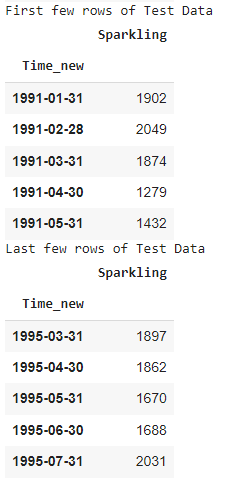 First few rows of Test Data
Sparkling
Time_new
1991-01-31 1902
1991-02-28 2049
1991-03-31 1874
1991-04-30 1279
1991-05-31 1432
Last few rows of Test Data
Sparkling
Time_new
1995-03-31 1897
1995-04-30 1862
1995-05-31 1670
1995-06-30 1688
1995-07-31 2031